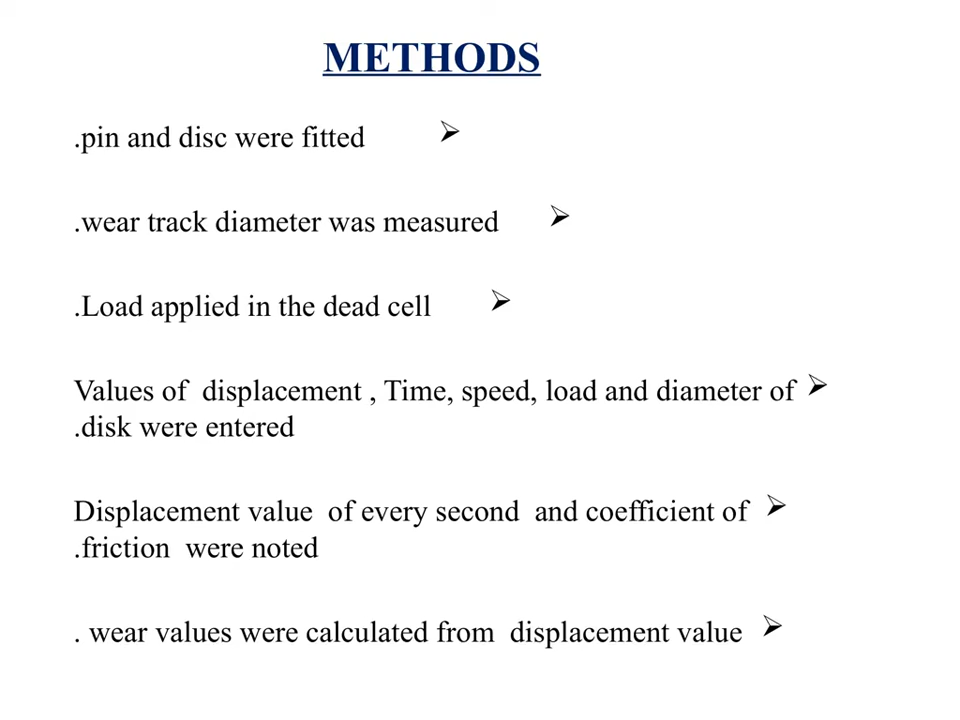 METHODS
.pin and disc were fitted ➢
.wear track diameter was measured ➢
.Load applied in the dead cell ➢
Values of displacement , Time, speed, load and diameter of ➢
.disk were entered
Displacement value of every second and coefficient of ➢
.friction were noted
. wear values were calculated from displacement value ➢